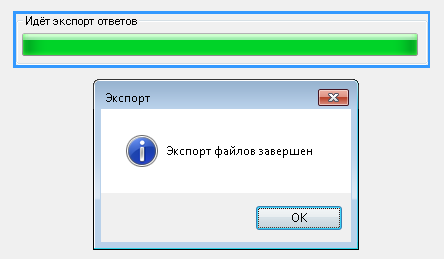 Идёт экспорт ответов
Экспорт
Экспорт файлов завершен
OK